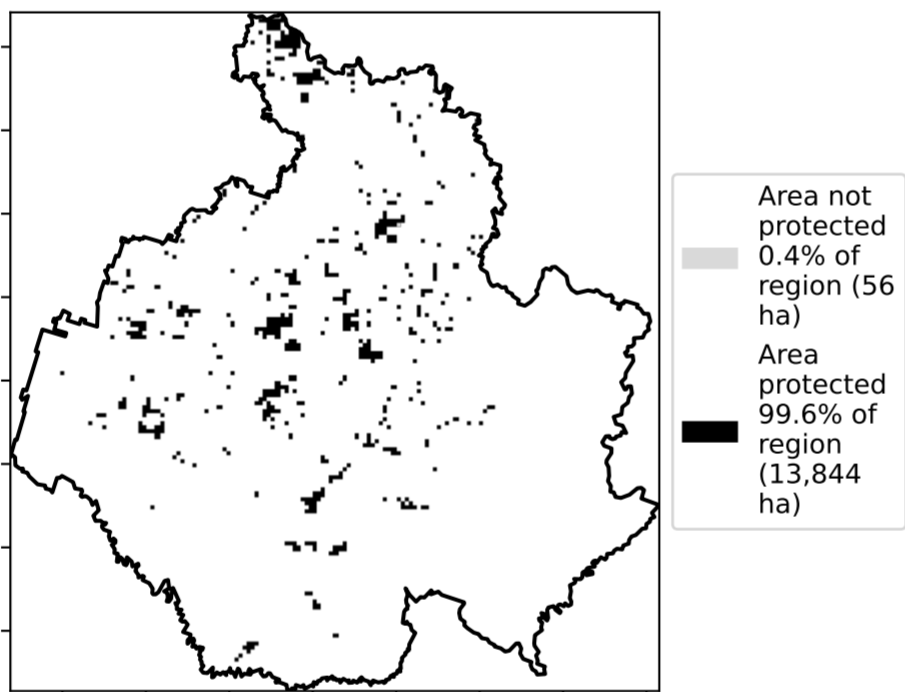 Area not
protected
0.4% of
region (56
ha)
Area
protected
99.6% of
region
(13,844
ha)